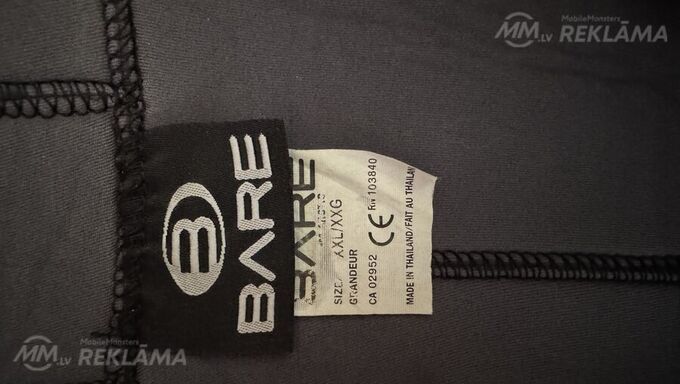 MobileMonsters
MM.LV REKLĀMA
B
BARE
BARE
SIZE: XXL/XXG
GRANDEUR
CA 02952 CE RN 103840
MADE IN THAILAND/FAIT AU THAILAN
MobileMonsters
MM.LV REKLĀMA